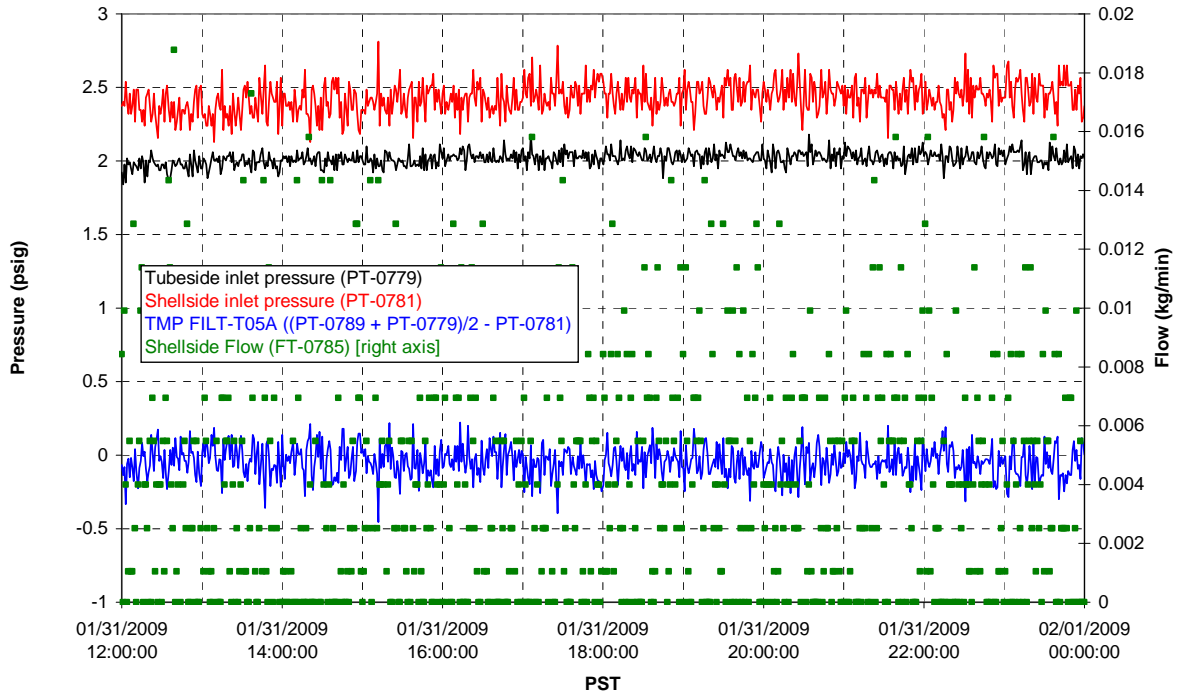 3
2.5
2
1.5
1
0.5
0
-0.5
-1
Pressure (psig)
0.02
0.018
0.016
0.014
0.012
0.01
0.008
0.006
0.004
0.002
0
Flow (kg/min)
Tubeside inlet pressure (PT-0779)
Shellside inlet pressure (PT-0781)
TMP FILT-T05A ((PT-0789 + PT-0779)/2 - PT-0781)
Shellside Flow (FT-0785) [right axis]
01/31/2009 01/31/2009 01/31/2009 01/31/2009 01/31/2009 01/31/2009 02/01/2009
12:00:00 14:00:00 16:00:00 18:00:00 20:00:00 22:00:00 00:00:00
PST